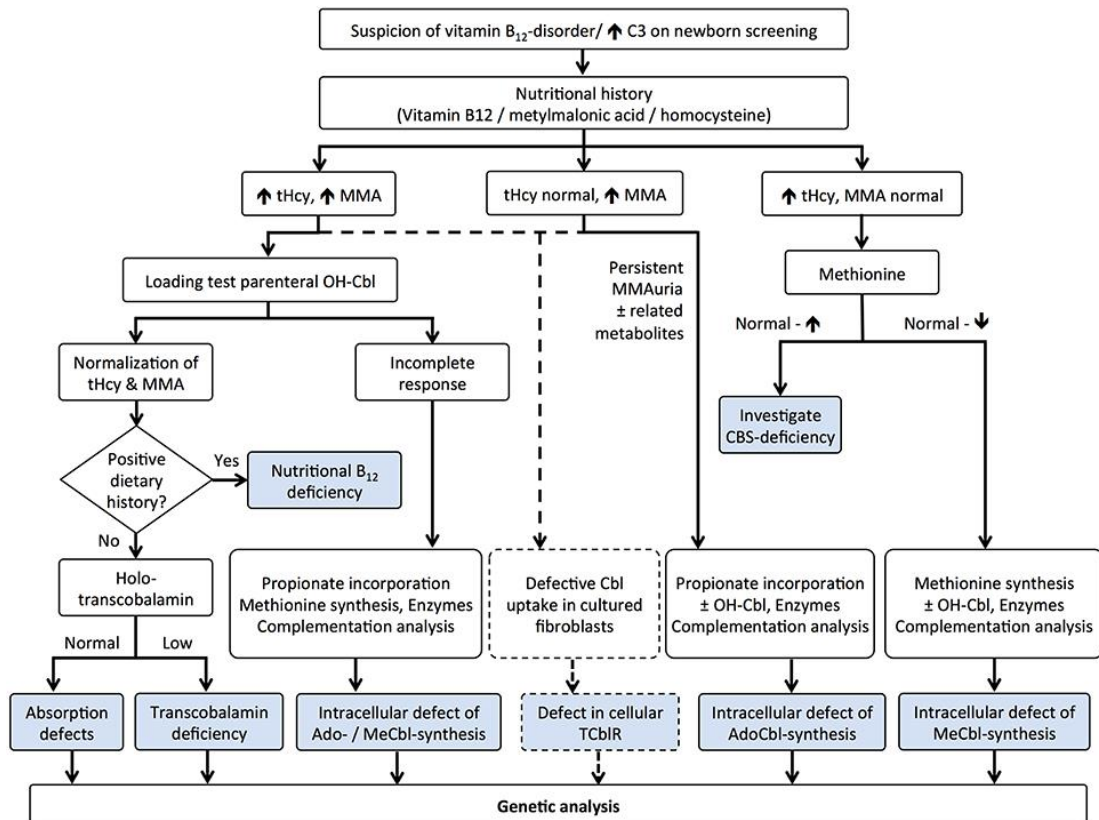 Suspicion of vitamin B₁₂-disorder/ ↑ C3 on newborn screening
Nutritional history
(Vitamin B12 / metylmalonic acid / homocysteine)
↑ tHcy, ↑ MMA
tHcy normal, ↑ MMA
↑ tHcy, MMA normal
Loading test parenteral OH-Cbl
Persistent
MMAuria
± related
metabolites
Methionine
Normal - ↑
Normal - ↓
Normalization of
tHcy & MMA
Incomplete
response
Investigate
CBS-deficiency
Positive
dietary
history?
Yes
Nutritional B₁₂
deficiency
No
Holo-
transcobalamin
Propionate incorporation
Methionine synthesis, Enzymes
Complementation analysis
Defective Cbl
uptake in cultured
fibroblasts
Propionate incorporation
± OH-Cbl, Enzymes
Complementation analysis
Methionine synthesis
± OH-Cbl, Enzymes
Complementation analysis
Normal
Low
Absorption
defects
Transcobalamin
deficiency
Intracellular defect of
Ado- / MeCbl-synthesis
Defect in cellular
TCblR
Intracellular defect of
AdoCbl-synthesis
Intracellular defect of
MeCbl-synthesis
Genetic analysis